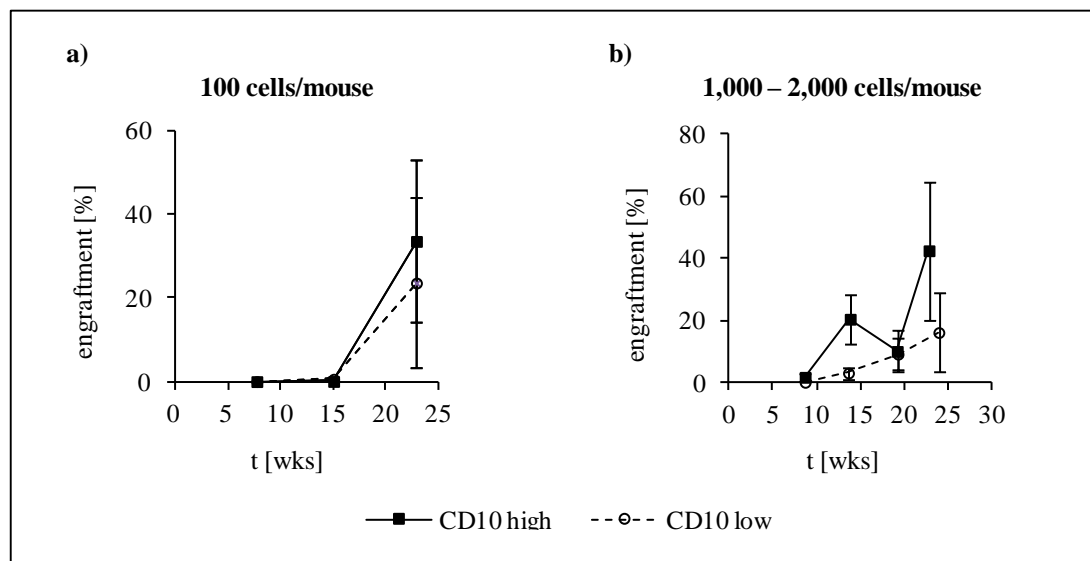 a)
100 cells/mouse
60
40
20
0
0 5 10 15 20 25
engraftment [%]
t [wks]
b)
1,000 – 2,000 cells/mouse
80
60
40
20
0
0 5 10 15 20 25 30
engraftment [%]
t [wks]
CD10 high CD10 low